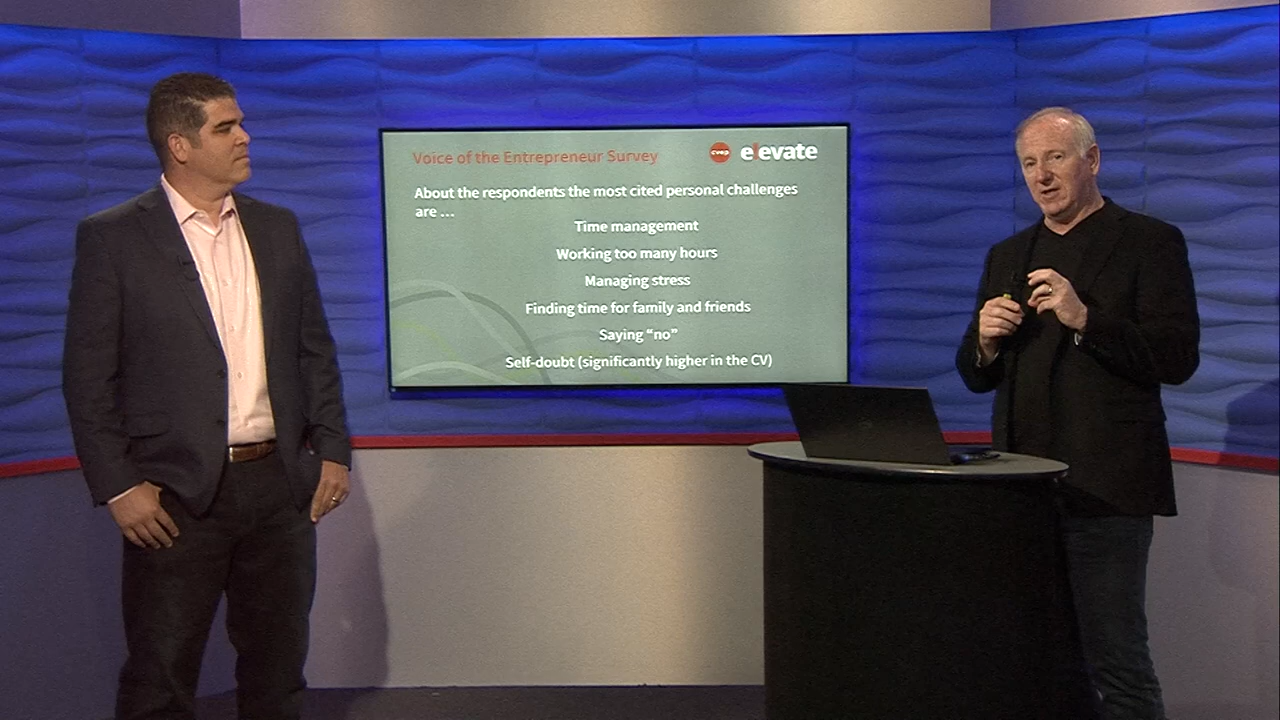 Voice of the Entrepreneur Survey
cvep elevate
About the respondents the most cited personal challenges
are ...
Time management
Working too many hours
Managing stress
Finding time for family and friends
Saying “no”
Self-doubt (significantly higher in the CV)